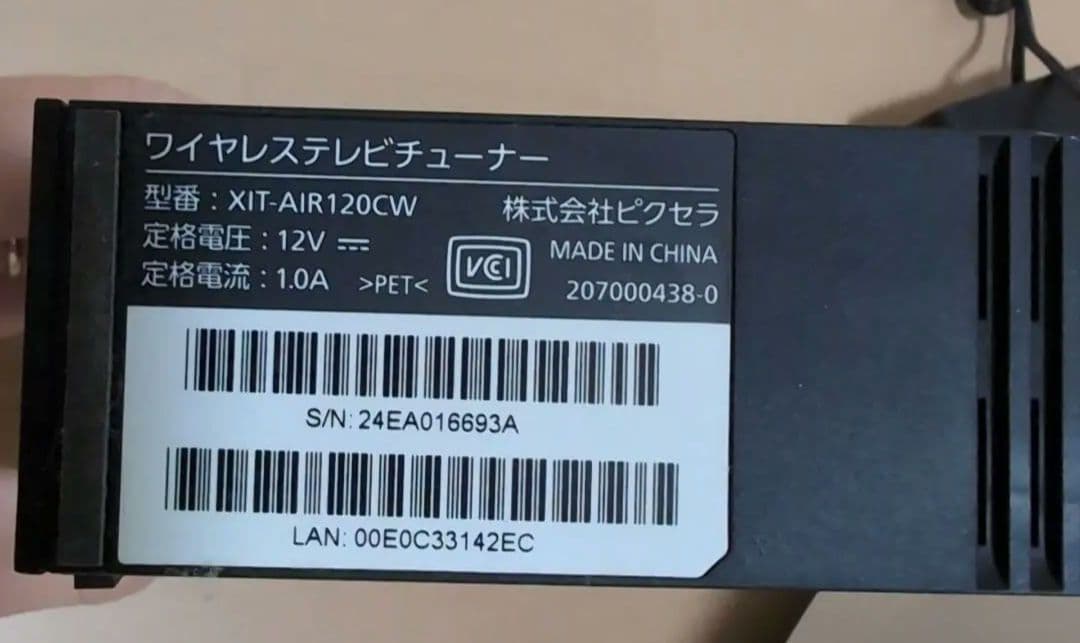 ワイヤレステレビチューナー
型番：XIT-AIR120CW
株式会社ピクセラ
定格電圧：12V ⎓
MADE IN CHINA
定格電流：1.0A >PET<
VCCI
207000438-0
S/N: 24EA016693A
LAN: 00E0C33142EC